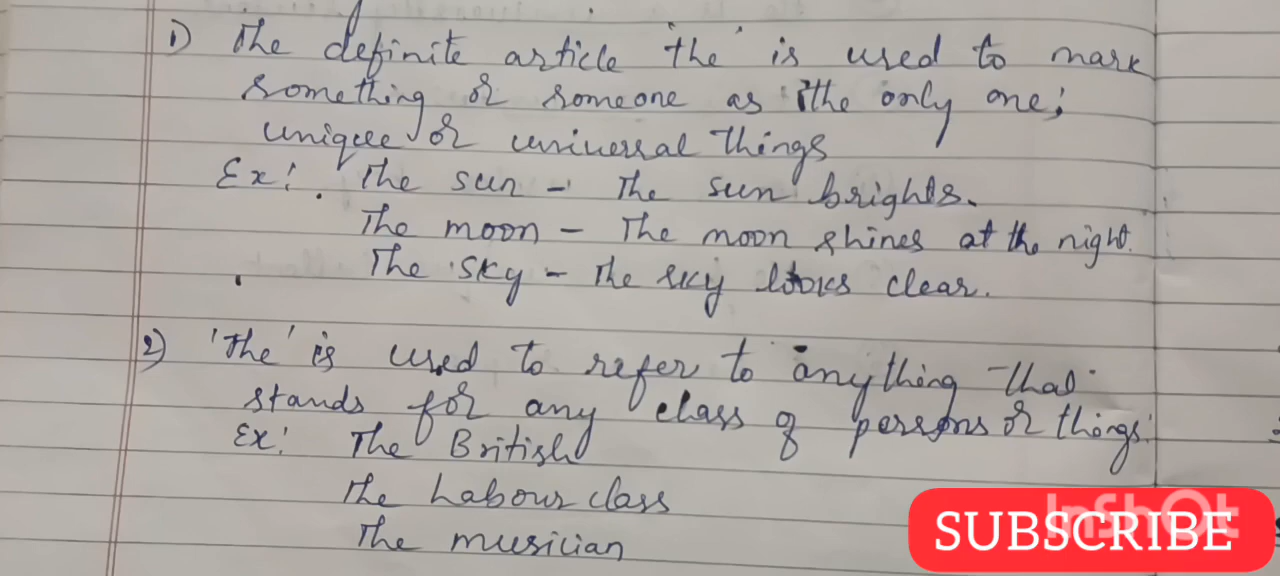 1) The definite article 'the' is used to mark
something or someone as the only one;
unique or universal things
Ex: The sun - The sun brights.
The moon - The moon shines at the night.
The sky - The sky looks clear.
2) 'The' is used to refer to anything that
stands for any class of persons or things.
Ex: The British
The Labour class
The musician
InShOt
SUBSCRIBE